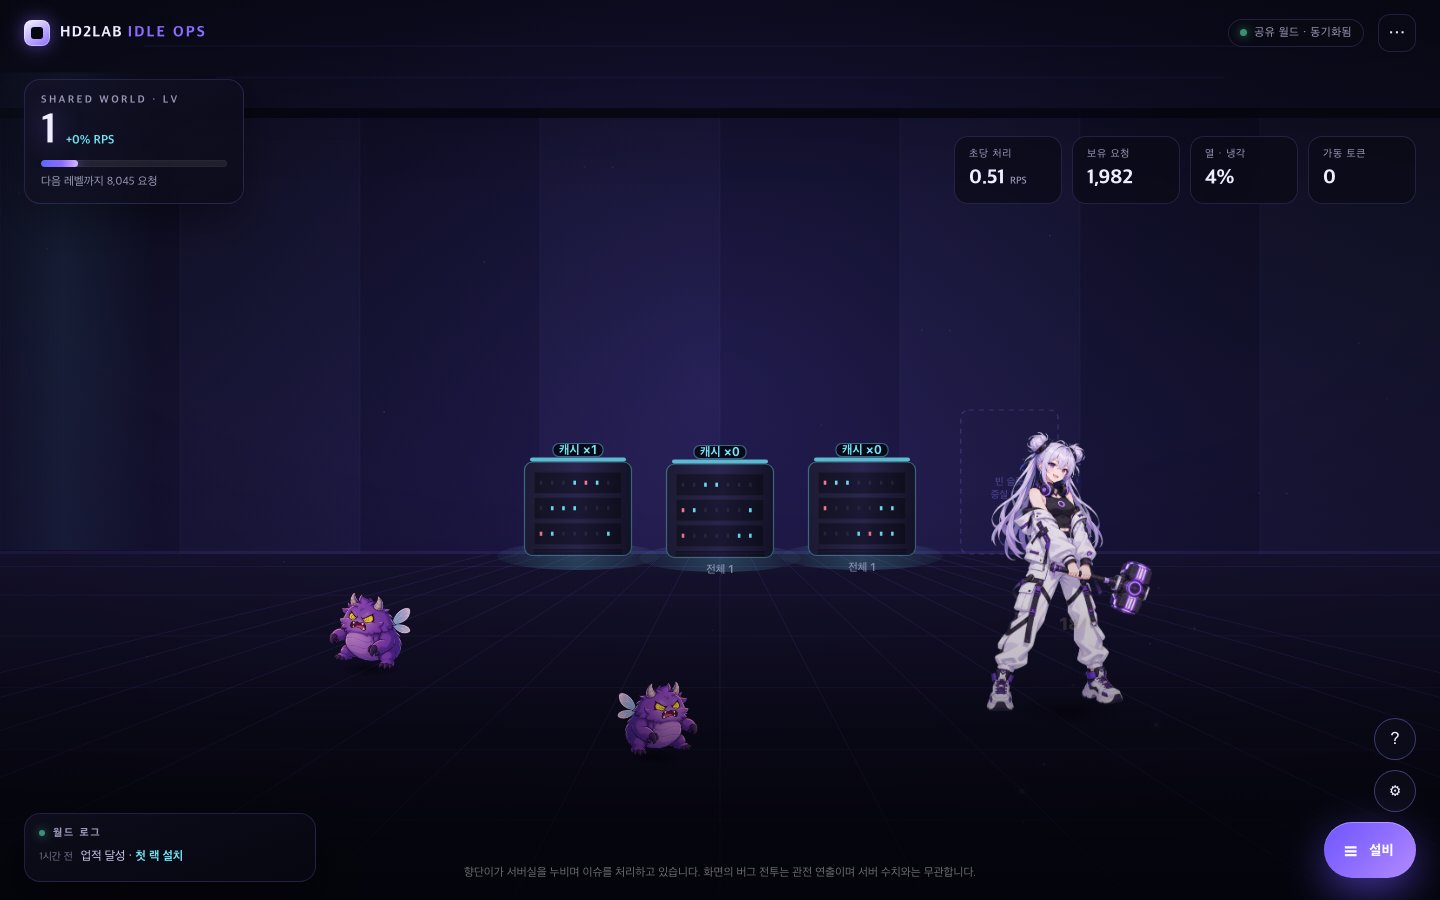 HD2LAB IDLE OPS
공유 월드 · 동기화됨
···
SHARED WORLD · LV
1 +0% RPS
다음 레벨까지 8,045 요청
초당 처리
0.51 RPS
보유 요청
1,982
열 · 냉각
4%
가동 토큰
0
캐시 ×1
캐시 ×0
캐시 ×0
빈
증설
전체 1
전체 1
?
설비
월드 로그
1시간 전 업적 달성 · 첫 랙 설치
향단이가 서버실을 누비며 이슈를 처리하고 있습니다. 화면의 버그 전투는 관전 연출이며 서버 수치와는 무관합니다.